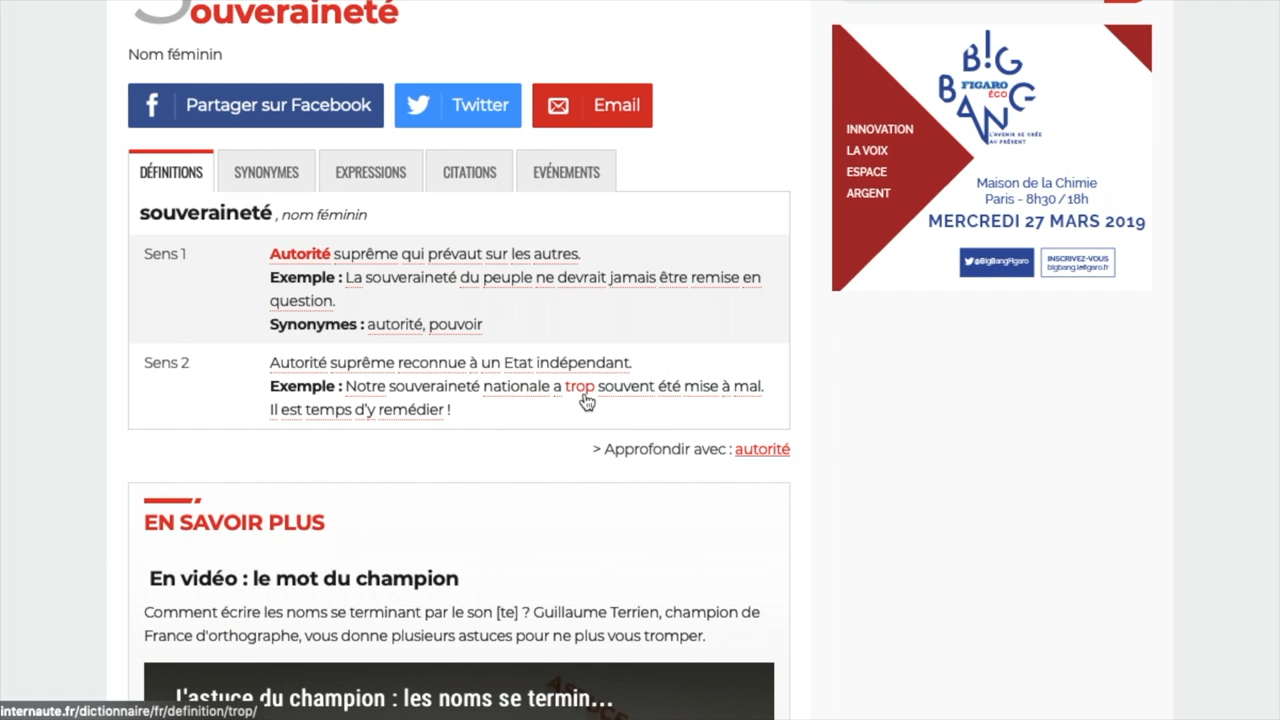 Souveraineté
Nom féminin
Partager sur Facebook
Twitter
Email
DÉFINITIONS
SYNONYMES
EXPRESSIONS
CITATIONS
EVÉNEMENTS
souveraineté , nom féminin
Sens 1
Autorité suprême qui prévaut sur les autres.
Exemple : La souveraineté du peuple ne devrait jamais être remise en
question.
Synonymes : autorité, pouvoir
Sens 2
Autorité suprême reconnue à un Etat indépendant.
Exemple : Notre souveraineté nationale a trop souvent été mise à mal.
Il est temps d'y remédier !
> Approfondir avec : autorité
EN SAVOIR PLUS
En vidéo : le mot du champion
Comment écrire les noms se terminant par le son [te] ? Guillaume Terrien, champion de
France d'orthographe, vous donne plusieurs astuces pour ne plus vous tromper.
L'astuce du champion : les noms se termin...
internaute.fr/dictionnaire/fr/definition/trop/
B!G
BANG
FIGARO
ÉCO
L'AVENIR SE CRÉE
AU PRÉSENT
INNOVATION
LA VOIX
ESPACE
ARGENT
Maison de la Chimie
Paris - 8h30 / 18h
MERCREDI 27 MARS 2019
@BigBangFigaro
INSCRIVEZ-VOUS
bigbang.lefigaro.fr